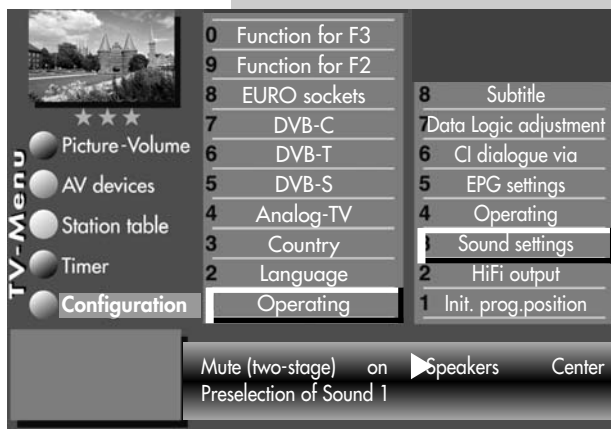 TV-Menu
Picture-Volume
AV devices
Station table
Timer
Configuration
0 Function for F3
9 Function for F2
8 EURO sockets
7 DVB-C
6 DVB-T
5 DVB-S
4 Analog-TV
3 Country
2 Language
Operating
8 Subtitle
7 Data Logic adjustment
6 CI dialogue via
5 EPG settings
4 Operating
3 Sound settings
2 HiFi output
1 Init. prog.position
Mute (two-stage) on Speakers Center
Preselection of Sound 1